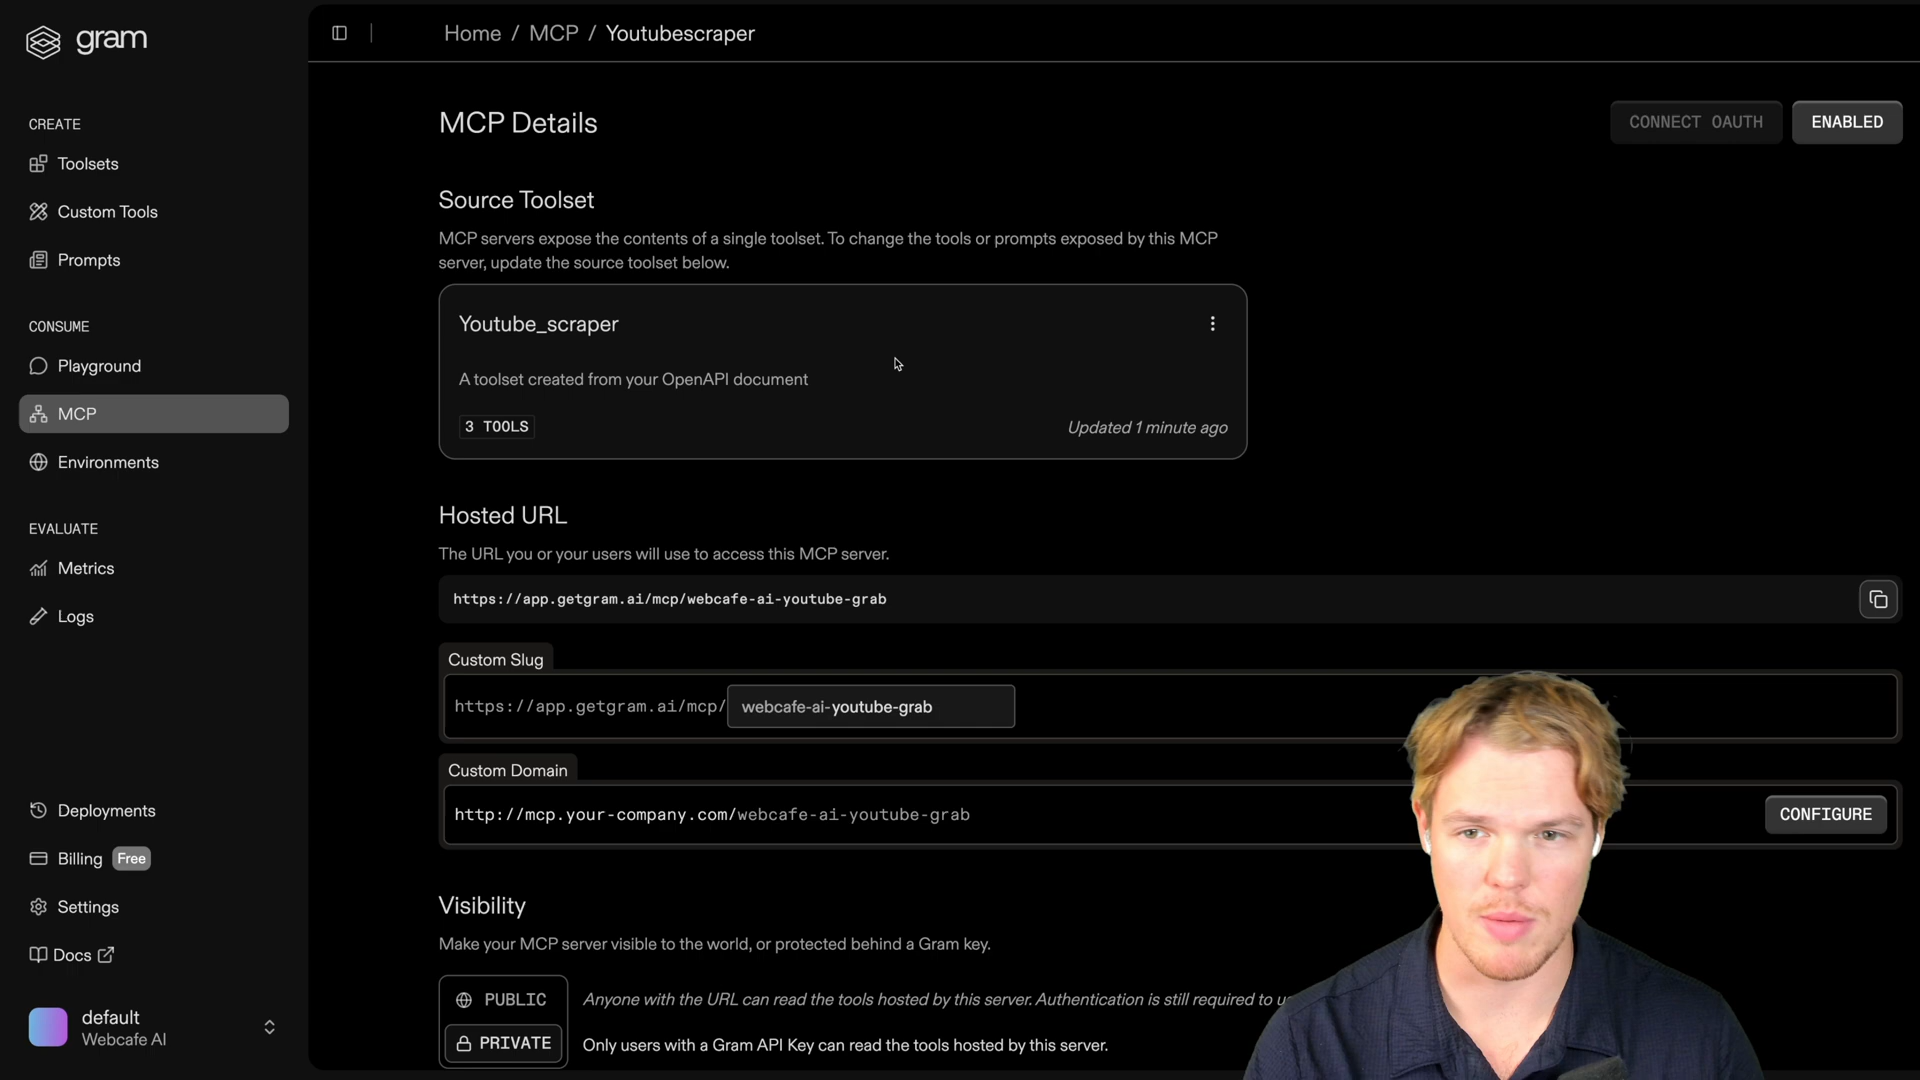 gram
Home / MCP / Youtubescraper
CREATE
Toolsets
Custom Tools
Prompts
CONSUME
Playground
MCP
Environments
EVALUATE
Metrics
Logs
Deployments
Billing Free
Settings
Docs
default
Webcafe AI
MCP Details
CONNECT OAUTH
ENABLED
Source Toolset
MCP servers expose the contents of a single toolset. To change the tools or prompts exposed by this MCP
server, update the source toolset below.
Youtube_scraper
A toolset created from your OpenAPI document
3 TOOLS
Updated 1 minute ago
Hosted URL
The URL you or your users will use to access this MCP server.
https://app.getgram.ai/mcp/webcafe-ai-youtube-grab
Custom Slug
https://app.getgram.ai/mcp/ webcafe-ai-youtube-grab
Custom Domain
http://mcp.your-company.com/webcafe-ai-youtube-grab
CONFIGURE
Visibility
Make your MCP server visible to the world, or protected behind a Gram key.
PUBLIC
Anyone with the URL can read the tools hosted by this server. Authentication is still required to
PRIVATE
Only users with a Gram API Key can read the tools hosted by this server.